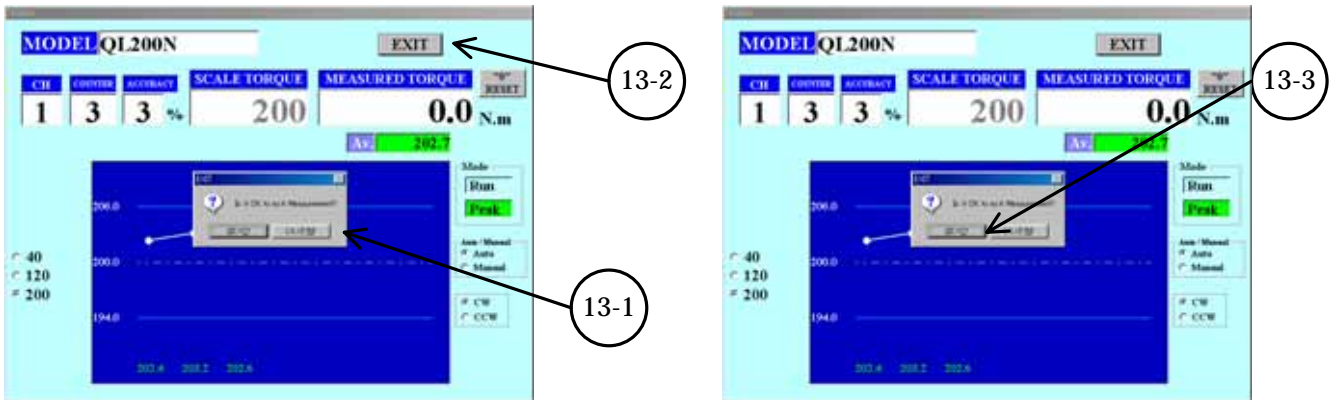 MODEL QL200N EXIT
CH COUNTER ACCURACY SCALE TORQUE MEASURED TORQUE "0" RESET
1 3 3 % 200 0.0 N.m
Av. 202.7
Mode
Run
Peak
206.0
200.0
194.0
Auto / Manual
Auto
Manual
40
120
200
CW
CCW
202.4 203.2 202.6
13-2
13-1
MODEL QL200N EXIT
CH COUNTER ACCURACY SCALE TORQUE MEASURED TORQUE "0" RESET
1 3 3 % 200 0.0 N.m
Av. 202.7
Mode
Run
Peak
206.0
200.0
194.0
Auto / Manual
Auto
Manual
40
120
200
CW
CCW
202.4 203.2 202.6
13-3